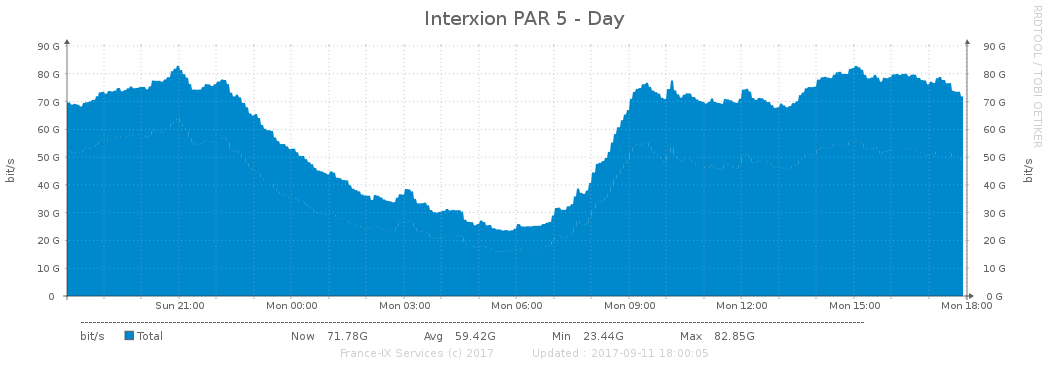 Interxion PAR 5 - Day
RRDTOOL / TOBI OETIKER
90 G 90 G
80 G 80 G
70 G 70 G
60 G 60 G
50 G 50 G
40 G 40 G
30 G 30 G
20 G 20 G
10 G 10 G
0 0 G
bit/s
bit/s
Sun 21:00 Mon 00:00 Mon 03:00 Mon 06:00 Mon 09:00 Mon 12:00 Mon 15:00 Mon 18:00
bit/s Total Now 71.78G Avg 59.42G Min 23.44G Max 82.85G
France-IX Services (c) 2017 Updated : 2017-09-11 18:00:05